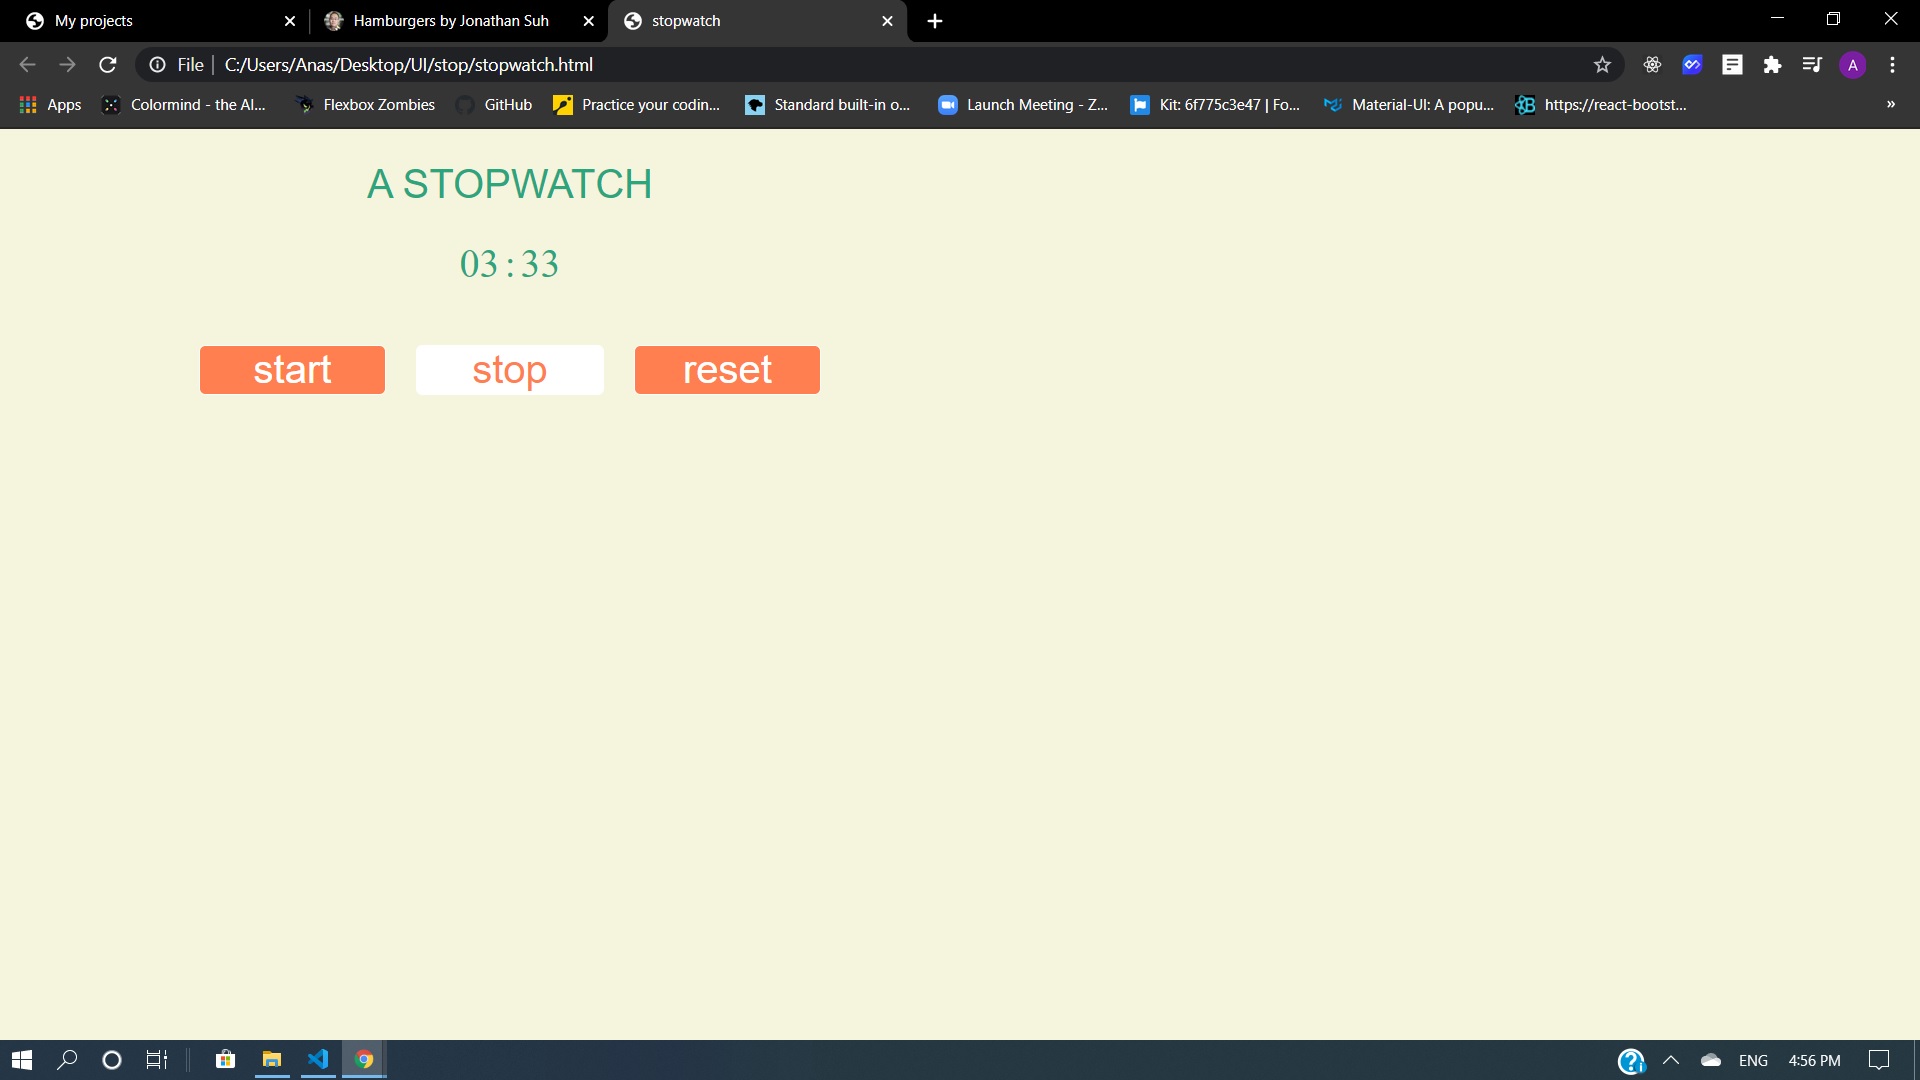 My projects
Hamburgers by Jonathan Suh
stopwatch
File
C:/Users/Anas/Desktop/UI/stop/stopwatch.html
A
Apps
Colormind - the AI...
Flexbox Zombies
GitHub
Practice your codin...
Standard built-in o...
Launch Meeting - Z...
Kit: 6f775c3e47 | Fo...
Material-UI: A popu...
https://react-bootst...
»
A STOPWATCH
03 : 33
start
stop
reset
ENG
4:56 PM